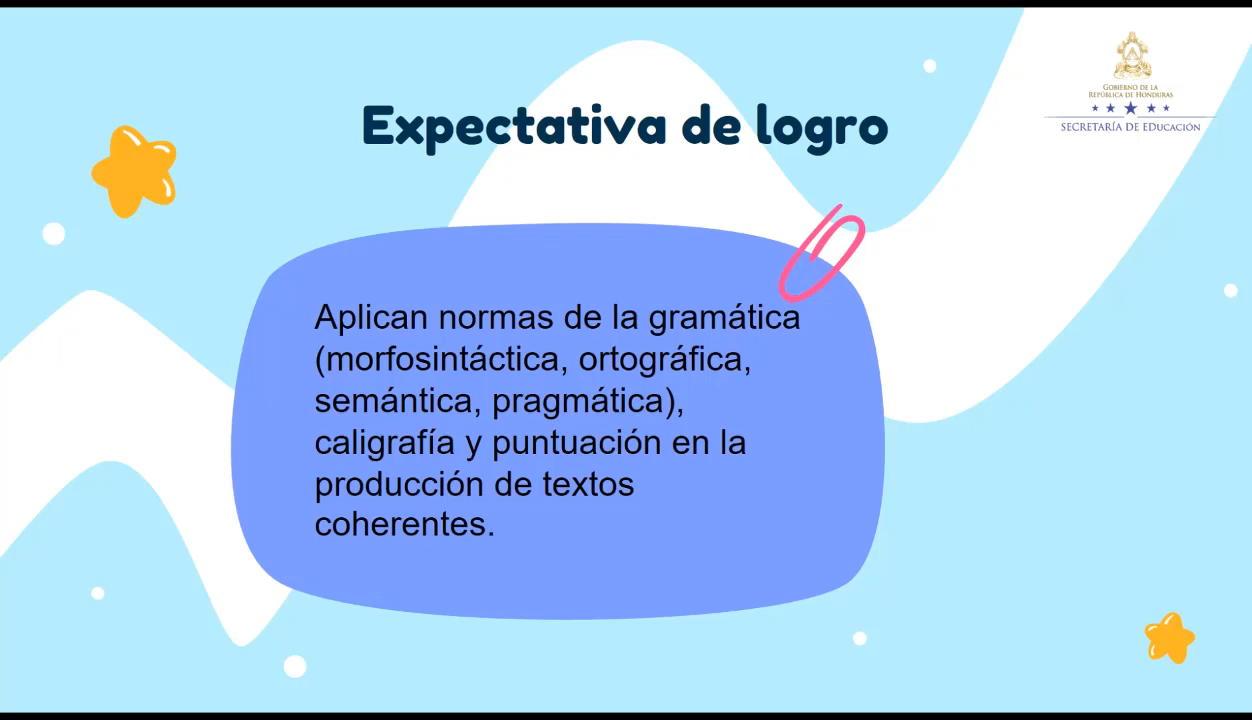 GOBIERNO DE LA
REPÚBLICA DE HONDURAS
SECRETARÍA DE EDUCACIÓN
Expectativa de logro
Aplican normas de la gramática
(morfosintáctica, ortográfica,
semántica, pragmática),
caligrafía y puntuación en la
producción de textos
coherentes.